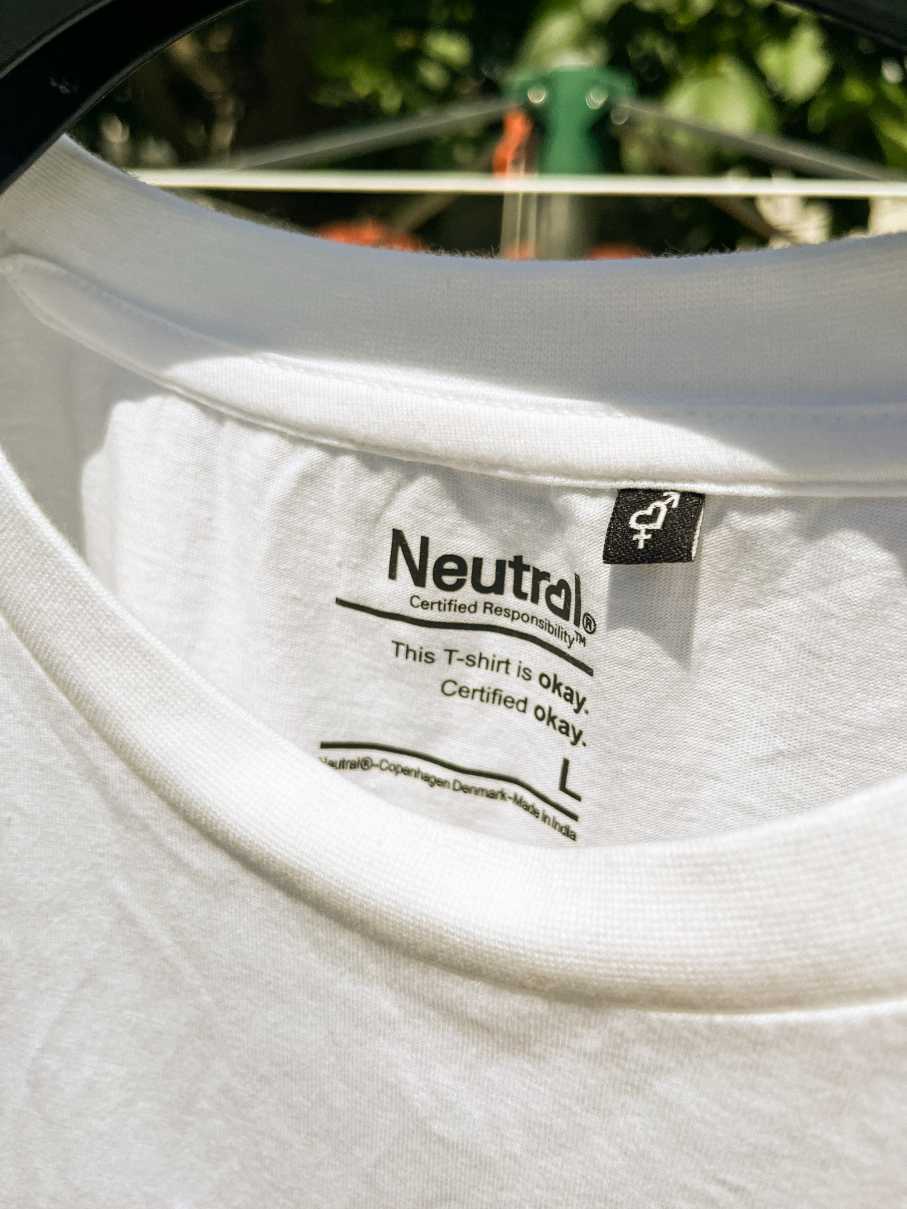 Neutral®
Certified Responsibility™
This T-shirt is okay.
Certified okay.
L
Neutral®-Copenhagen Denmark-Made in India